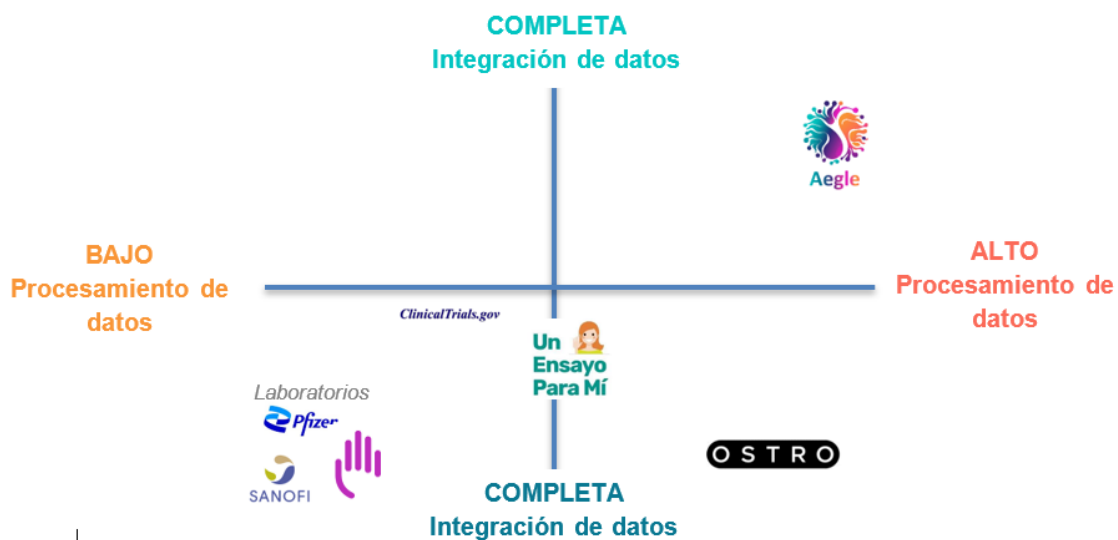 COMPLETA
Integración de datos
Aegle
BAJO
Procesamiento de
datos
ALTO
Procesamiento de
datos
ClinicalTrials.gov
Un
Ensayo
Para Mí
Laboratorios
Pfizer
SANOFI
OSTRO
COMPLETA
Integración de datos